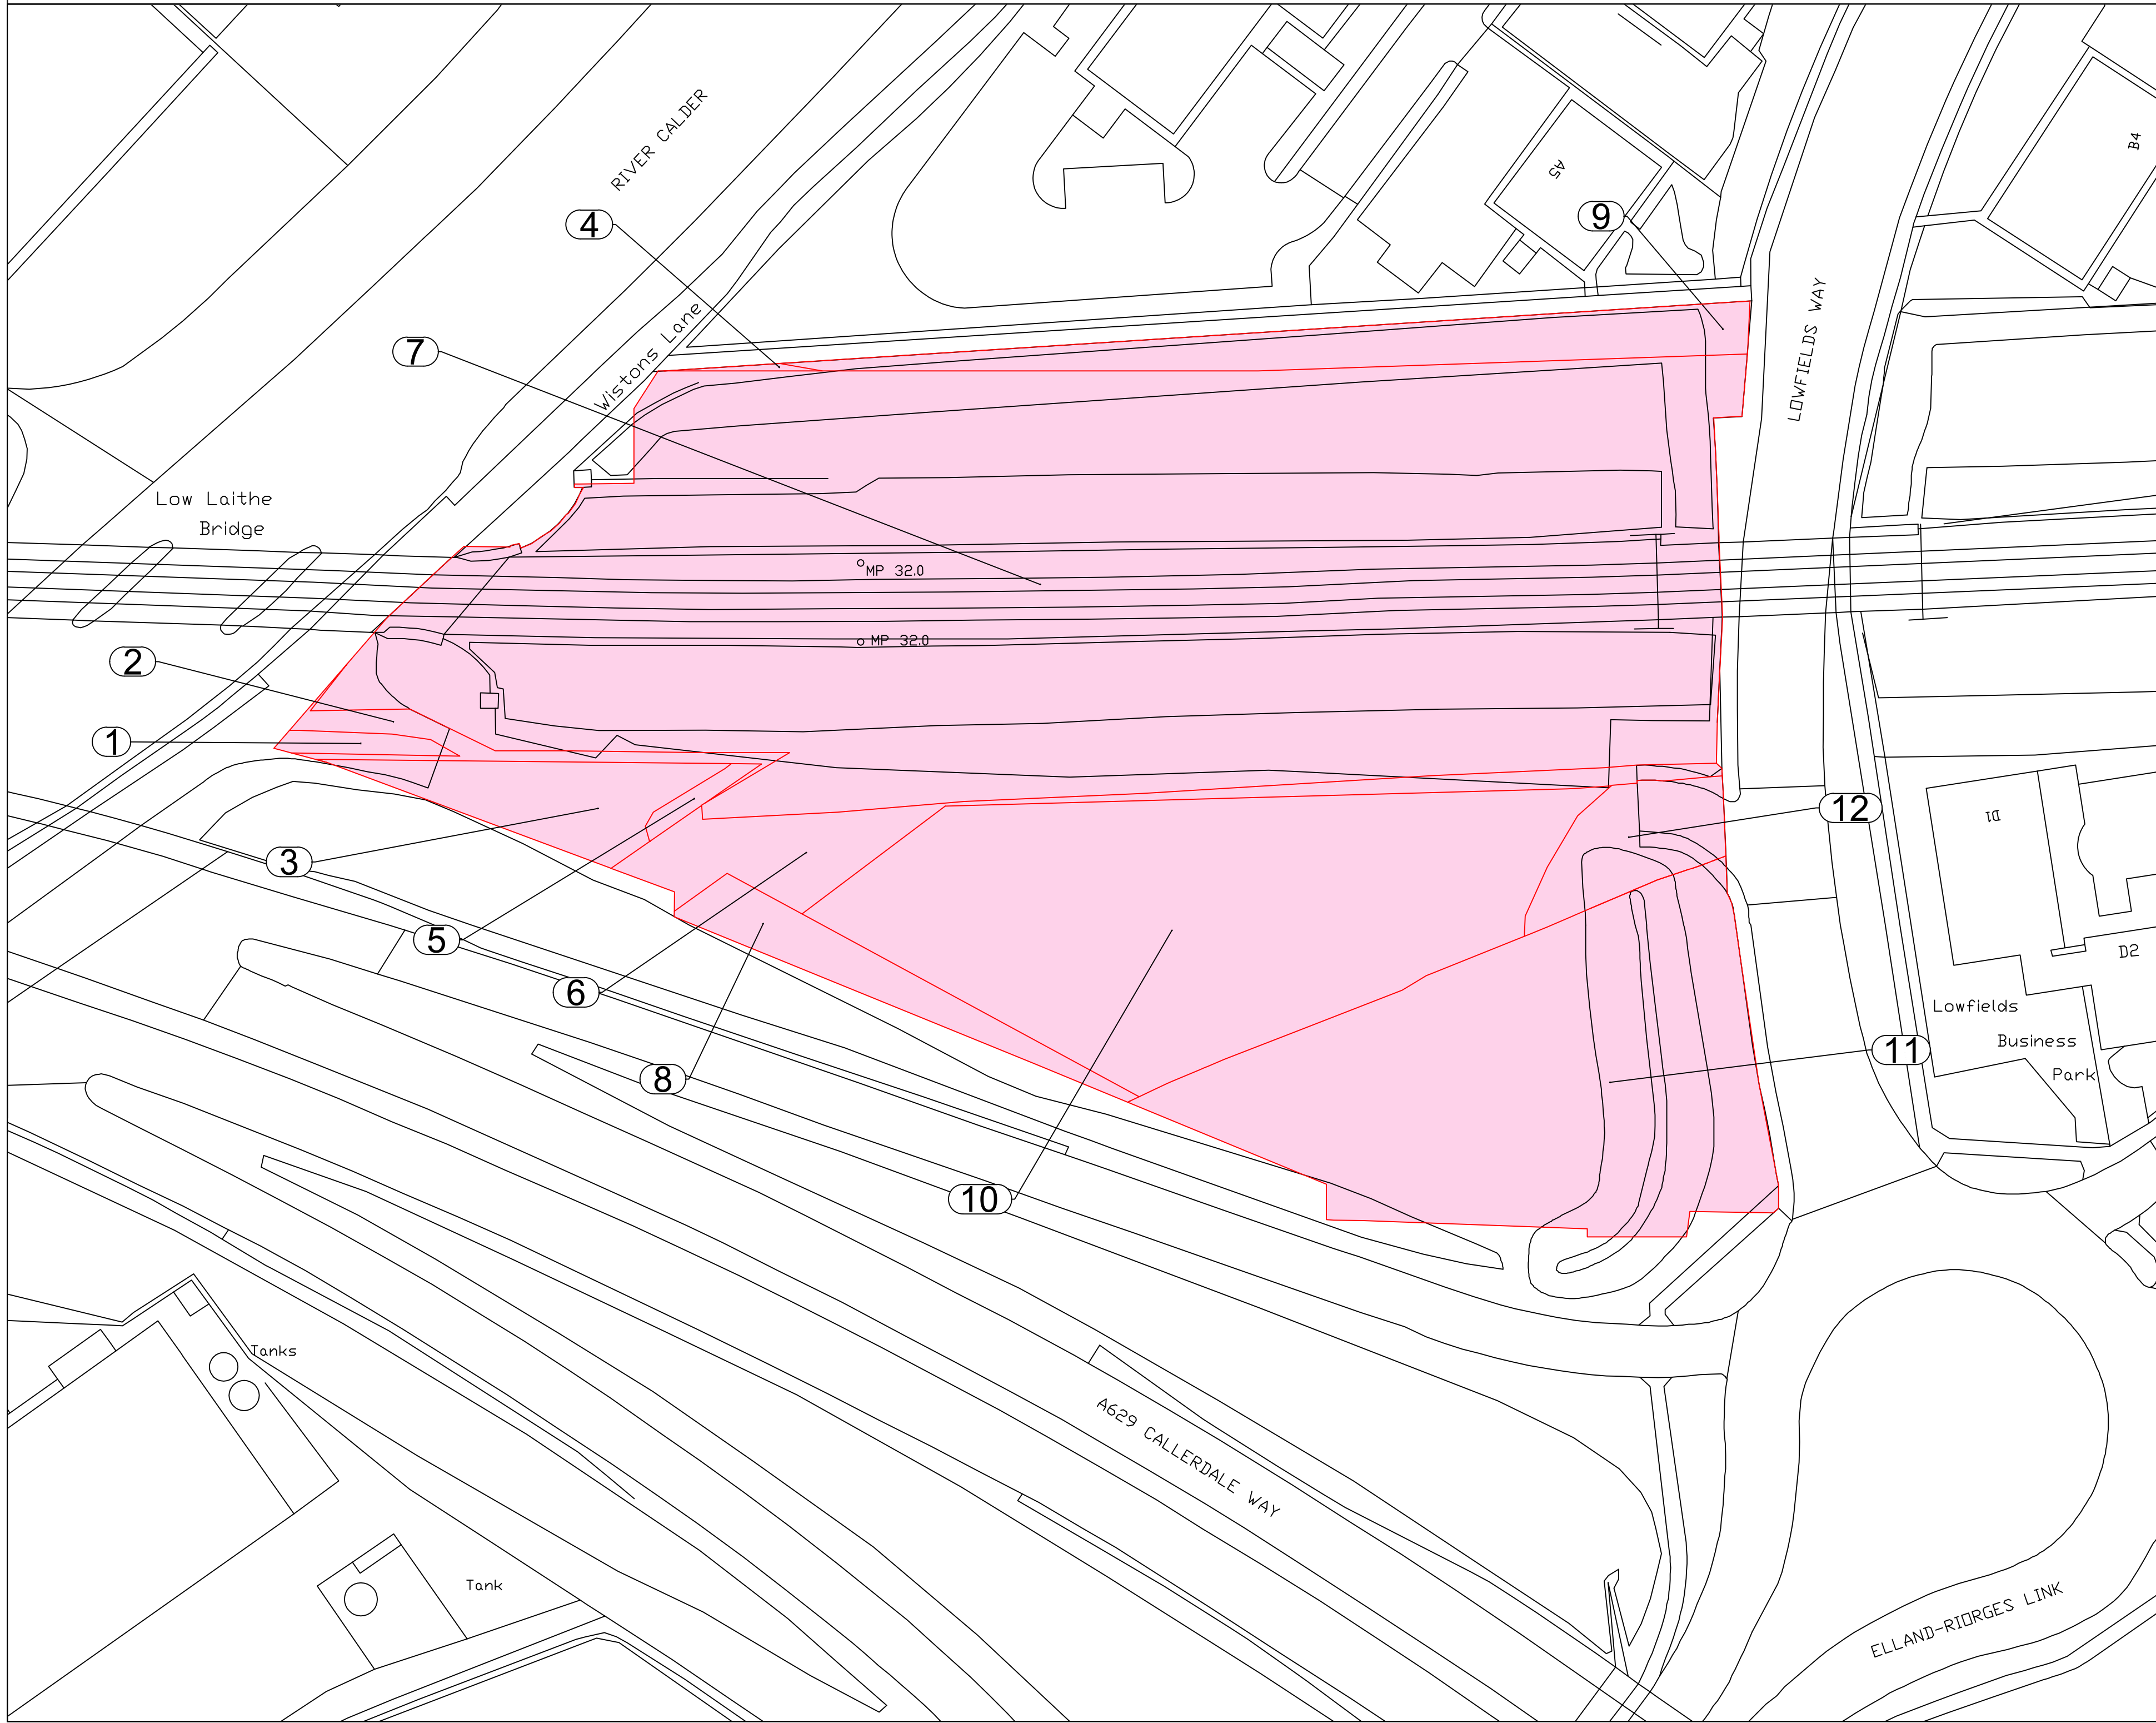 B4
RIVER CALDER
A5
4
9
LOWFIELDS WAY
7
Wistons Lane
Low Laithe
Bridge
MP 32.0
MP 32.0
2
1
12
D1
3
5
D2
6
Lowfields
Business
Park
11
8
10
Tanks
A629 CALLERDALE WAY
Tank
ELLAND-RIORGES LINK